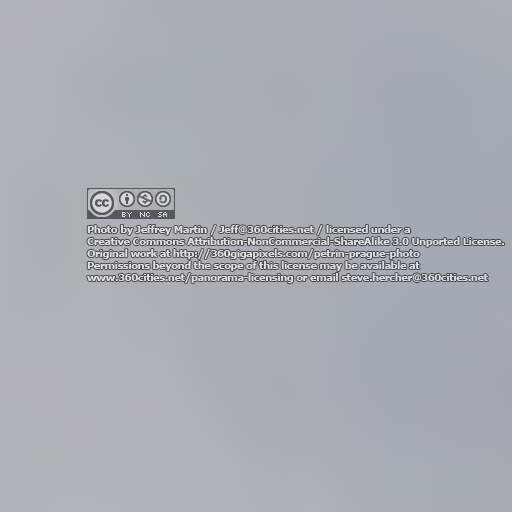 cc
BY NC SA
Photo by Jeffrey Martin / Jeff@360cities.net / licensed under a
Creative Commons Attribution-NonCommercial-ShareAlike 3.0 Unported License.
Original work at http://360gigapixels.com/petrin-prague-photo
Permissions beyond the scope of this license may be available at
www.360cities.net/panorama-licensing or email steve.hercher@360cities.net